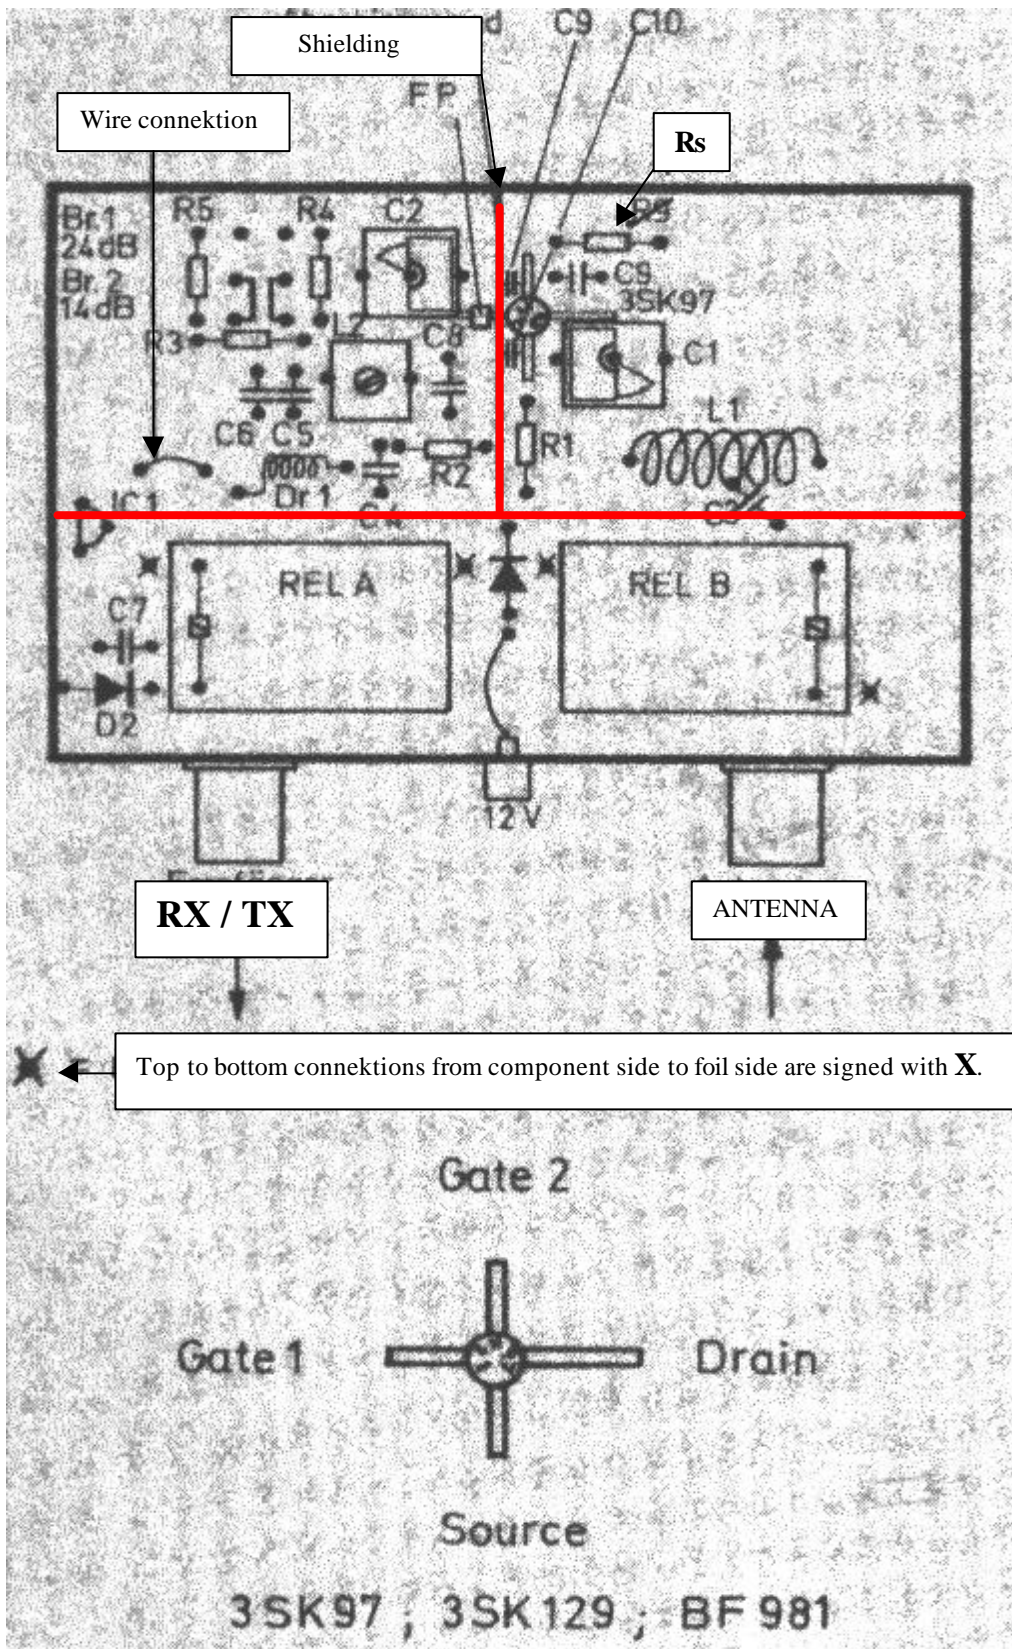 C9 C10
Shielding
F.P.
Wire connektion
Rs
Br.1
24dB
Br. 2
14dB
R5 R4 C2
C9
3SK97
R3 L2 C8 C1
C6 C5 R2 R1 L1
Dr1
IC1
C4
REL A REL B
C7
D2
12V
RX / TX
ANTENNA
Top to bottom connektions from component side to foil side are signed with X.
Gate 2
Gate 1 Drain
Source
3SK97 ; 3SK129 ; BF 981